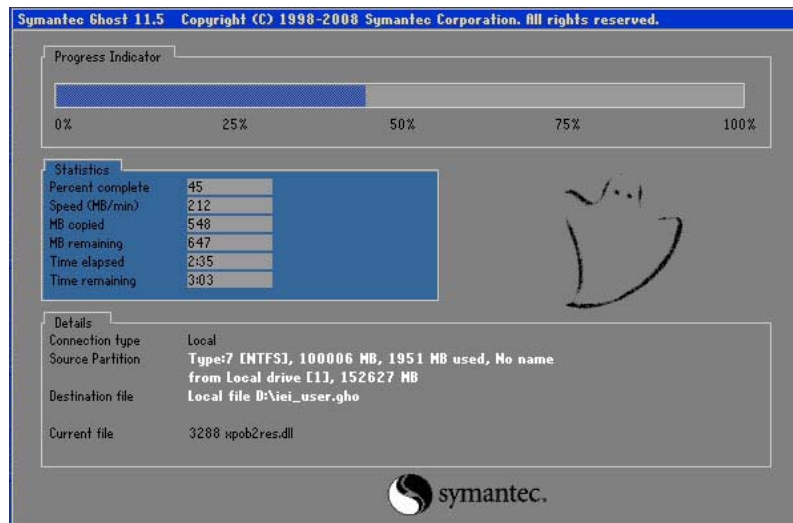 Symantec Ghost 11.5 Copyright (C) 1998-2008 Symantec Corporation. All rights reserved.
Progress Indicator
0% 25% 50% 75% 100%
Statistics
Percent complete 45
Speed (MB/min) 212
MB copied 548
MB remaining 647
Time elapsed 2:35
Time remaining 3:03
Details
Connection type Local
Source Partition Type:7 [NTFS], 100006 MB, 1951 MB used, No name
from Local drive [1], 152627 MB
Destination file Local file D:\iei_user.gho
Current file 3288 xpob2res.dll
symantec.